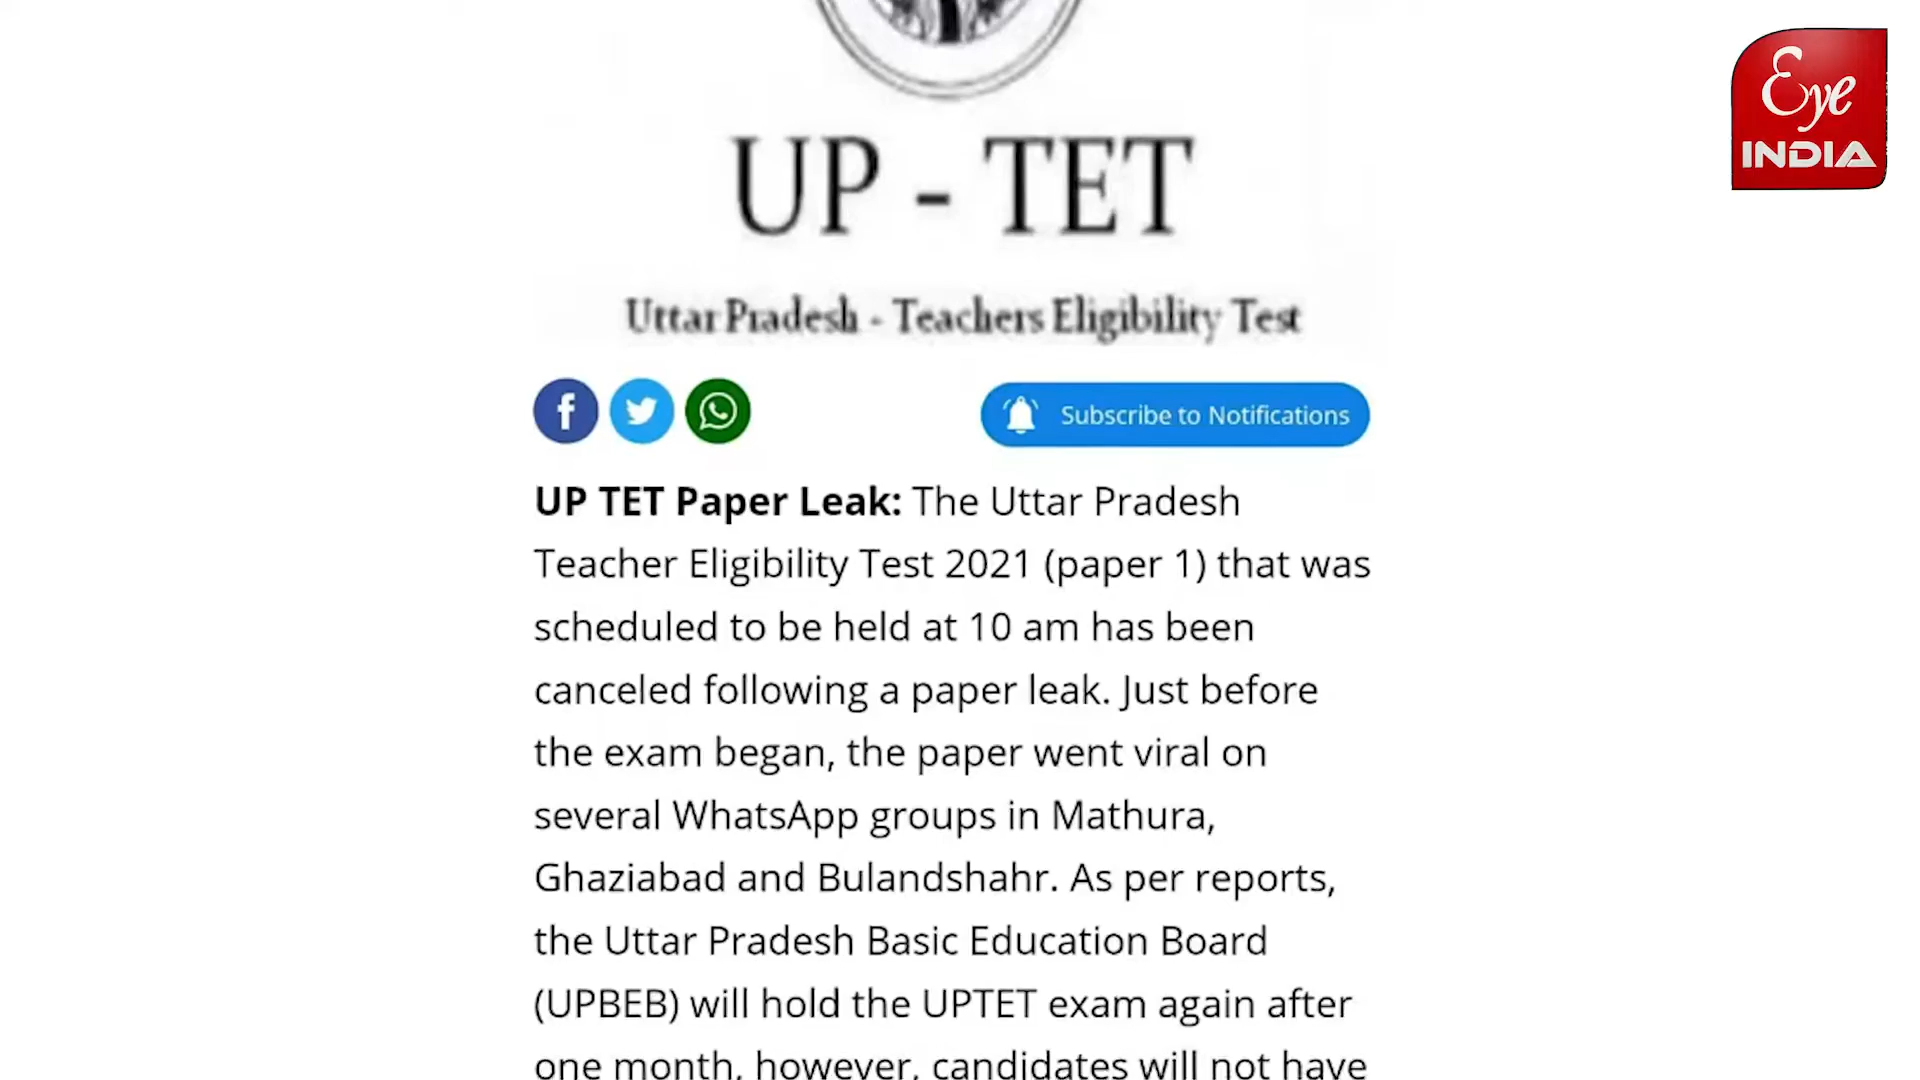 Eye
INDIA
UP - TET
Uttar Pradesh - Teachers Eligibility Test
f
Subscribe to Notifications
UP TET Paper Leak: The Uttar Pradesh
Teacher Eligibility Test 2021 (paper 1) that was
scheduled to be held at 10 am has been
canceled following a paper leak. Just before
the exam began, the paper went viral on
several WhatsApp groups in Mathura,
Ghaziabad and Bulandshahr. As per reports,
the Uttar Pradesh Basic Education Board
(UPBEB) will hold the UPTET exam again after
one month, however, candidates will not have